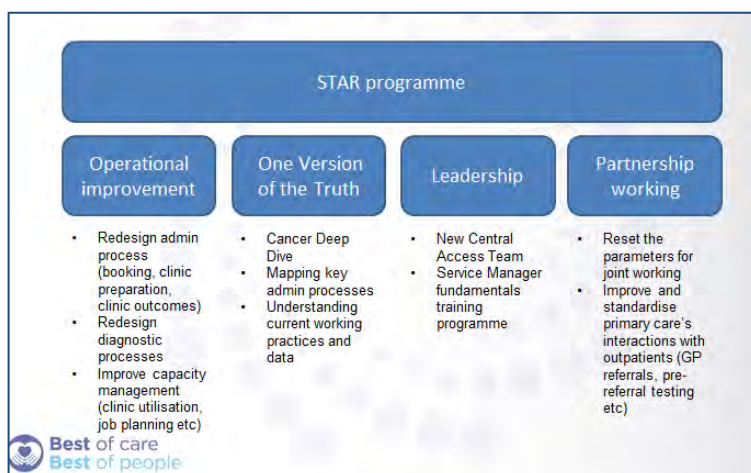 STAR programme
Operational
improvement
One Version
of the Truth
Leadership
Partnership
working
• Redesign admin
process
(booking, clinic
preparation,
clinic outcomes)
• Redesign
diagnostic
processes
• Improve capacity
management
(clinic utilisation,
job planning etc)
• Cancer Deep
Dive
• Mapping key
admin processes
• Understanding
current working
practices and
data
• New Central
Access Team
• Service Manager
fundamentals
training
programme
• Reset the
parameters for
joint working
• Improve and
standardise
primary care's
interactions with
outpatients (GP
referrals, pre-
referral testing
etc)
Best of care
Best of people